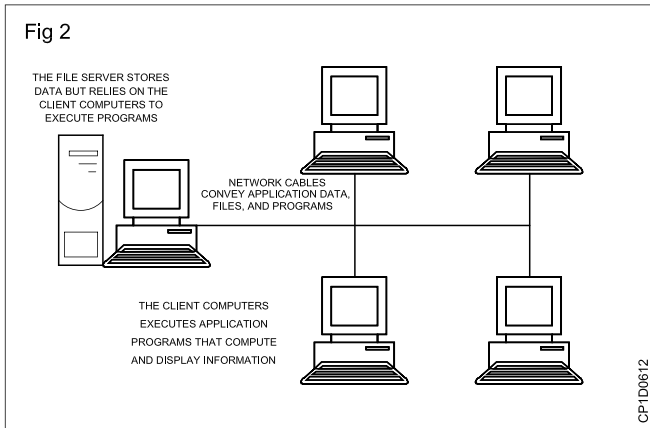 Fig 2
THE FILE SERVER STORES
DATA BUT RELIES ON THE
CLIENT COMPUTERS TO
EXECUTE PROGRAMS
NETWORK CABLES
CONVEY APPLICATION DATA,
FILES, AND PROGRAMS
THE CLIENT COMPUTERS
EXECUTES APPLICATION
PROGRAMS THAT COMPUTE
AND DISPLAY INFORMATION
CP1D0612